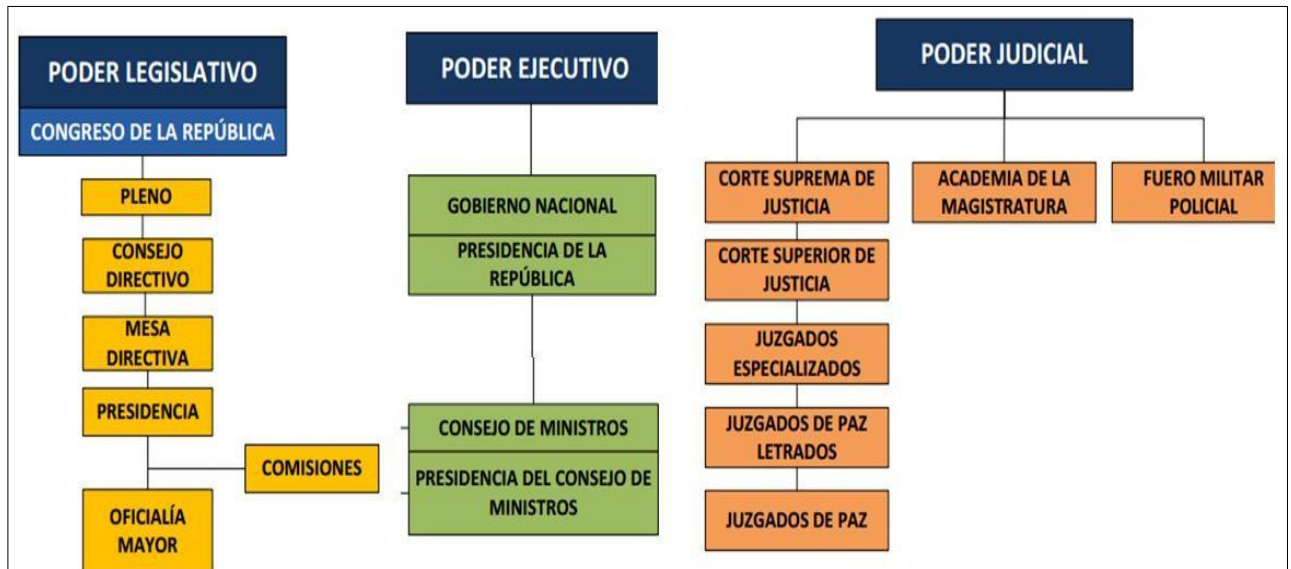 PODER LEGISLATIVO
CONGRESO DE LA REPÚBLICA
PLENO
CONSEJO
DIRECTIVO
MESA
DIRECTIVA
PRESIDENCIA
COMISIONES
OFICIALÍA
MAYOR
PODER EJECUTIVO
GOBIERNO NACIONAL
PRESIDENCIA DE LA
REPÚBLICA
CONSEJO DE MINISTROS
PRESIDENCIA DEL CONSEJO DE
MINISTROS
PODER JUDICIAL
CORTE SUPREMA DE
JUSTICIA
CORTE SUPERIOR DE
JUSTICIA
JUZGADOS
ESPECIALIZADOS
JUZGADOS DE PAZ
LETRADOS
JUZGADOS DE PAZ
ACADEMIA DE LA
MAGISTRATURA
FUERO MILITAR
POLICIAL